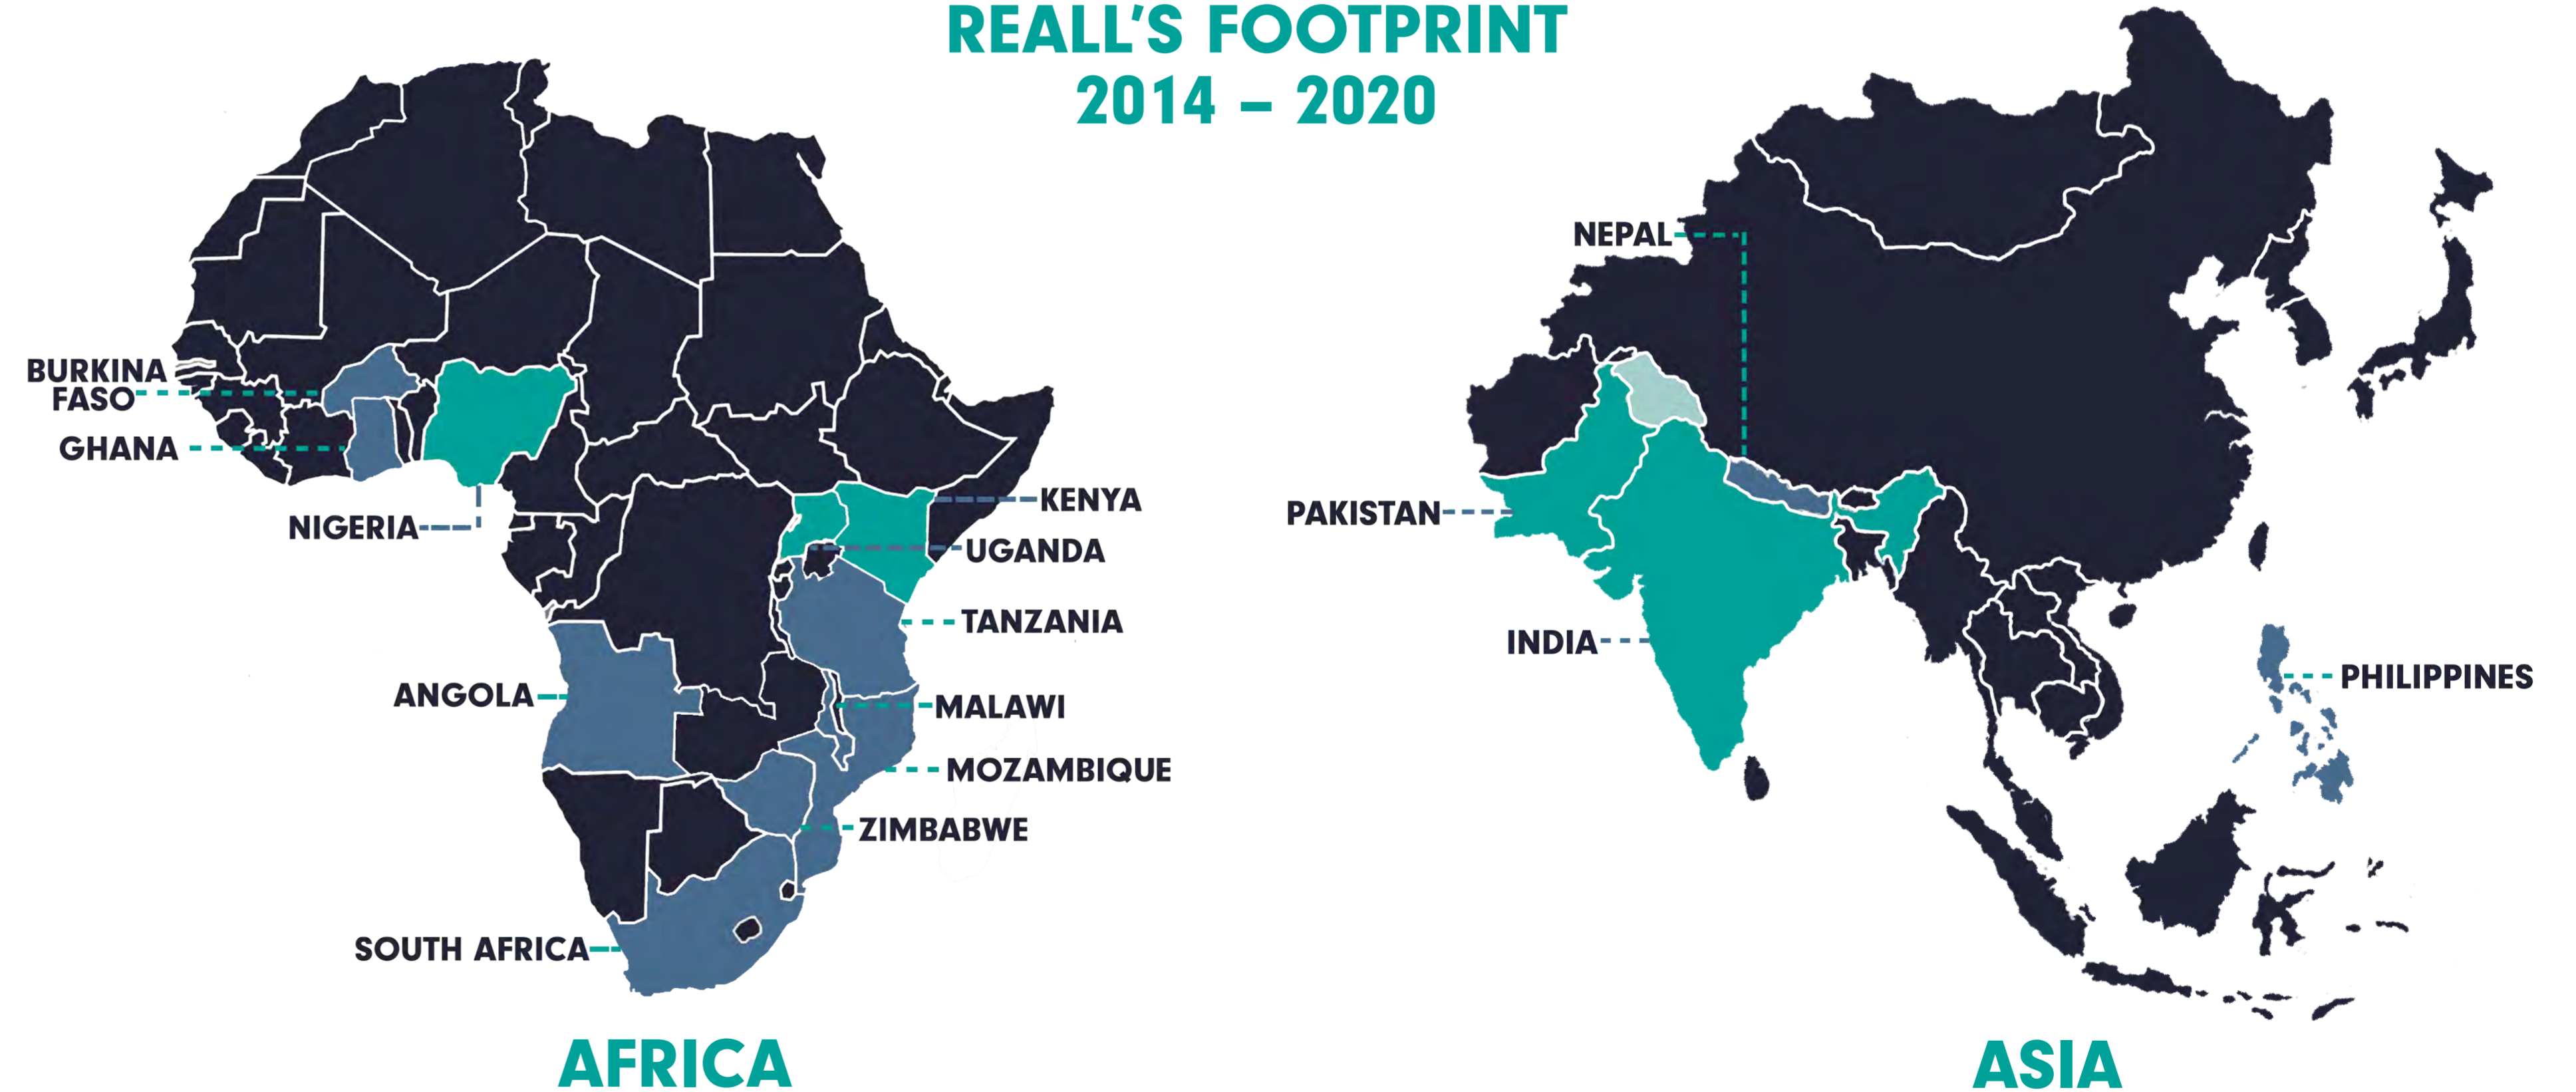 REALL'S FOOTPRINT
2014 – 2020
BURKINA
FASO
GHANA
NIGERIA
KENYA
UGANDA
TANZANIA
ANGOLA
MALAWI
MOZAMBIQUE
ZIMBABWE
SOUTH AFRICA
AFRICA
NEPAL
PAKISTAN
INDIA
PHILIPPINES
ASIA